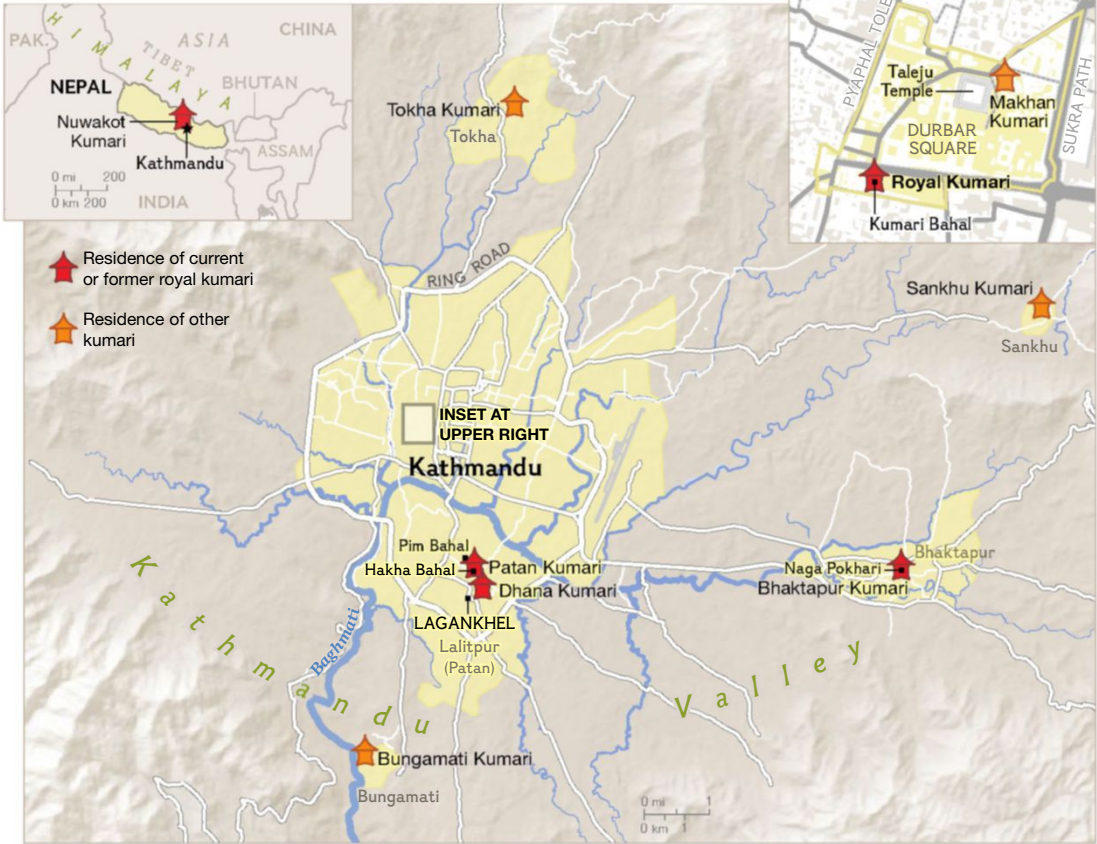 HIMALAYA
PAK.
ASIA
CHINA
TIBET
NEPAL
BHUTAN
Nuwakot
Kumari
Kathmandu
ASSAM
0 mi 200
0 km 200
INDIA
Residence of current
or former royal kumari
Residence of other
kumari
Tokha Kumari
Tokha
RING ROAD
PYAPHAL TOLE
Taleju
Temple
Makhan
Kumari
DURBAR
SQUARE
SUKRA PATH
Royal Kumari
Kumari Bahal
Sankhu Kumari
Sankhu
INSET AT
UPPER RIGHT
Kathmandu
Pim Bahal
Hakha Bahal
Patan Kumari
Dhana Kumari
LAGANKHEL
Lalitpur
(Patan)
Bhaktapur
Naga Pokhari
Bhaktapur Kumari
Baghmati
Kathmandu Valley
Bungamati Kumari
Bungamati
0 mi 1
0 km 1